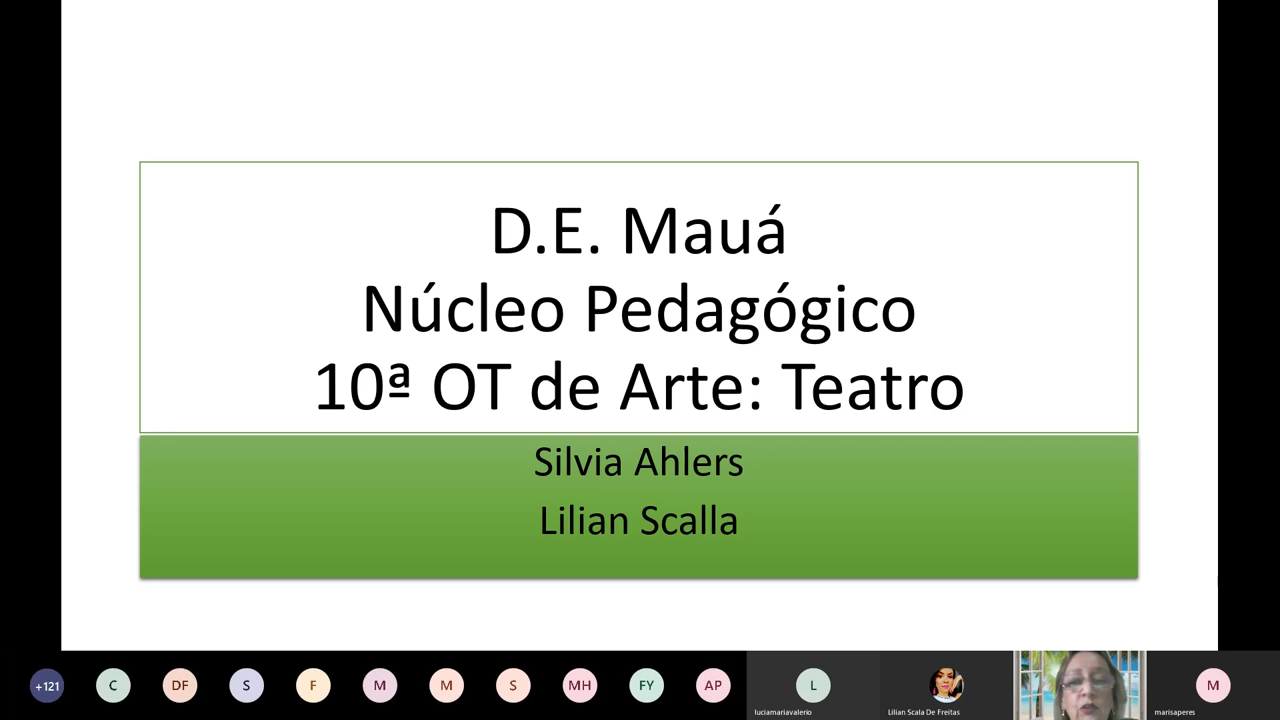 D.E. Mauá
Núcleo Pedagógico
10ª OT de Arte: Teatro
Silvia Ahlers
Lilian Scalla
+121
C
DF
S
F
M
M
S
MH
FY
AP
L
M
luciamariavalerio
Lilian Scala De Freitas
marisaperes